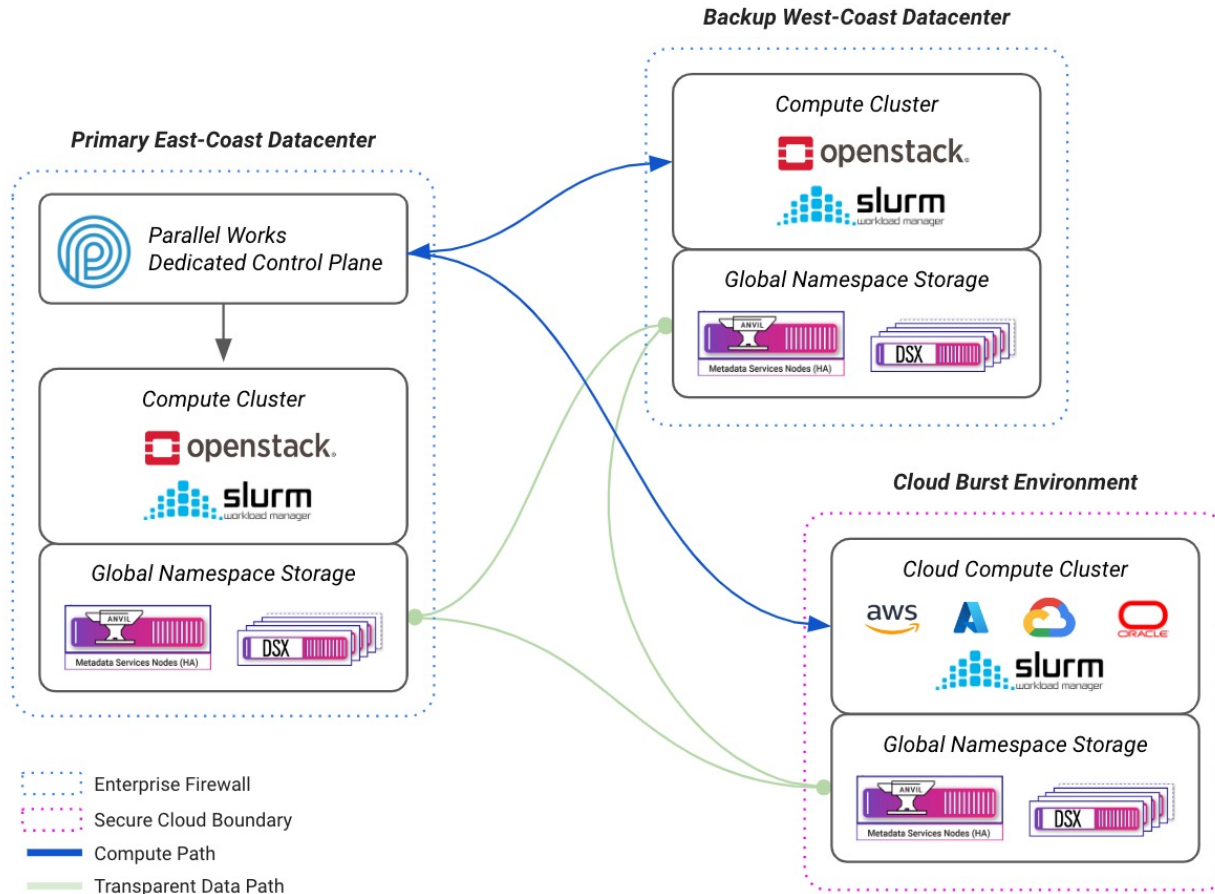 Backup West-Coast Datacenter
Compute Cluster
openstack.
slurm
workload manager
Global Namespace Storage
ANVIL
Metadata Services Nodes (HA)
DSX
Primary East-Coast Datacenter
Parallel Works
Dedicated Control Plane
Compute Cluster
openstack.
slurm
workload manager
Global Namespace Storage
ANVIL
Metadata Services Nodes (HA)
DSX
Cloud Burst Environment
Cloud Compute Cluster
aws
ORACLE
slurm
workload manager
Global Namespace Storage
ANVIL
Metadata Services Nodes (HA)
DSX
Enterprise Firewall
Secure Cloud Boundary
Compute Path
Transparent Data Path